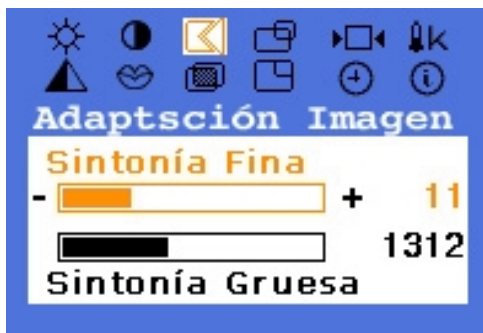 K
Adaptsción Imagen
Sintonía Fina
- + 11
1312
Sintonía Gruesa